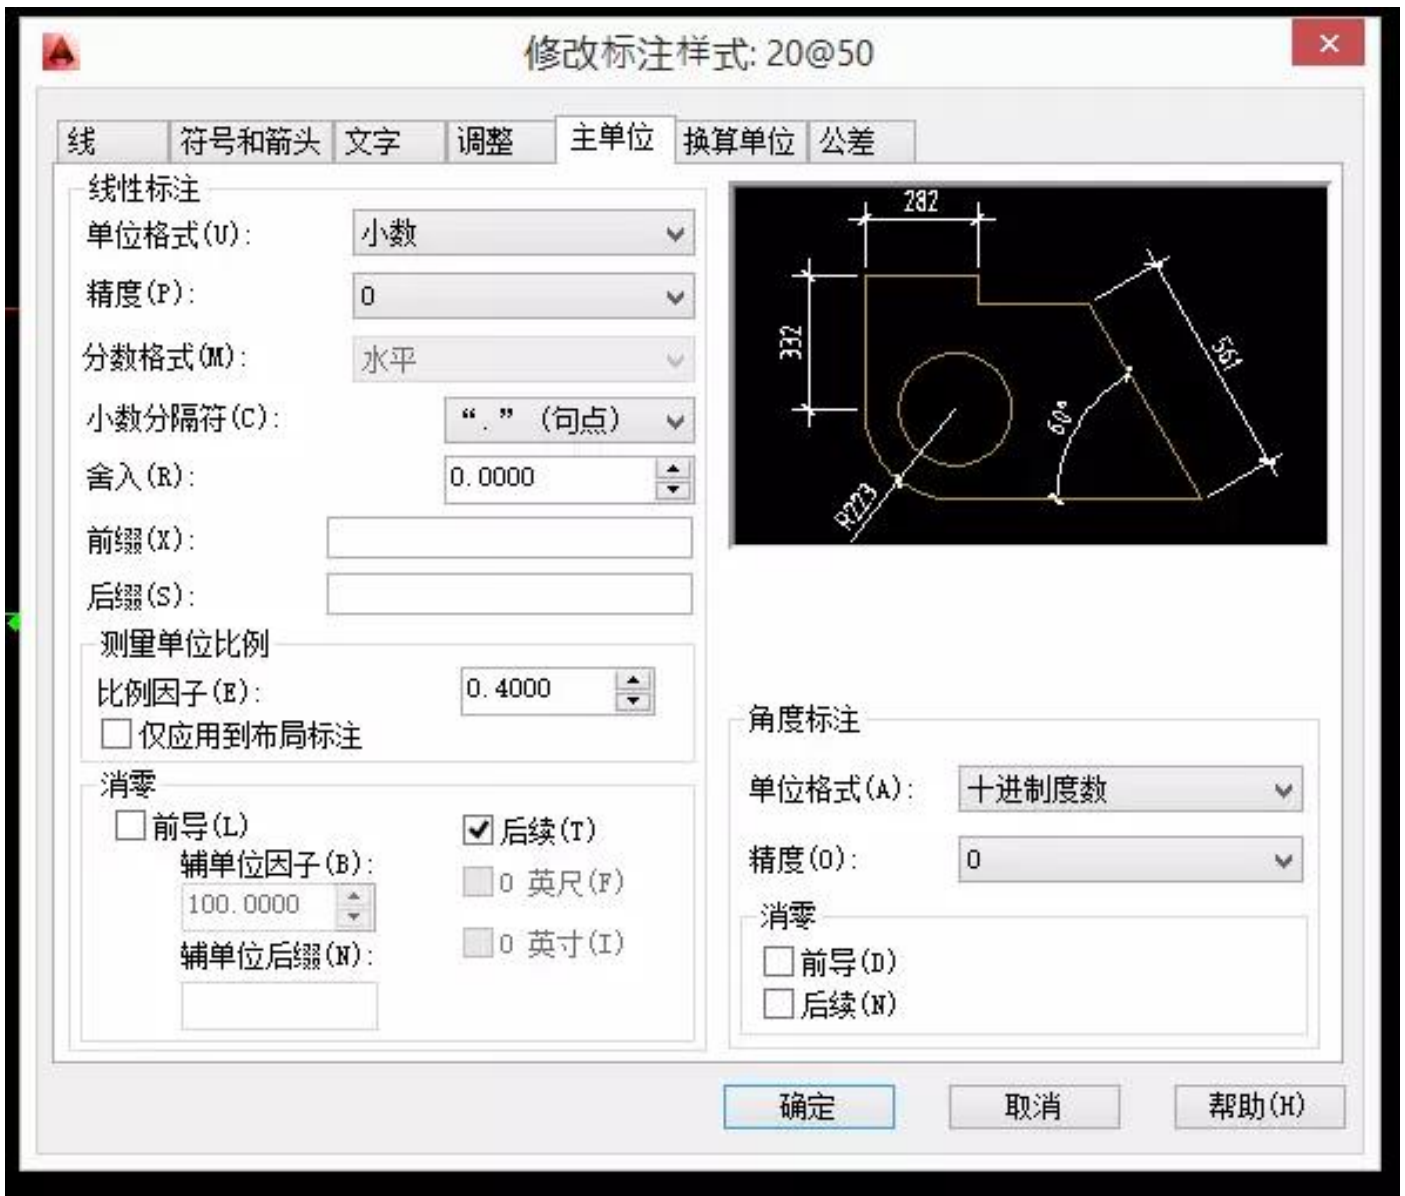 修改标注样式: 20@50
线 符号和箭头 文字 调整 主单位 换算单位 公差
线性标注
单位格式(U): 小数
精度(P): 0
分数格式(M): 水平
小数分隔符(C): “.” (句点)
舍入(R): 0.0000
前缀(X):
后缀(S):
测量单位比例
比例因子(E): 0.4000
仅应用到布局标注
消零
前导(L)
后续(T)
辅单位因子(B):
0 英尺(F)
100.0000
辅单位后缀(N):
0 英寸(I)
282
332
561
60°
R223
角度标注
单位格式(A): 十进制度数
精度(O): 0
消零
前导(D)
后续(N)
确定 取消 帮助(H)